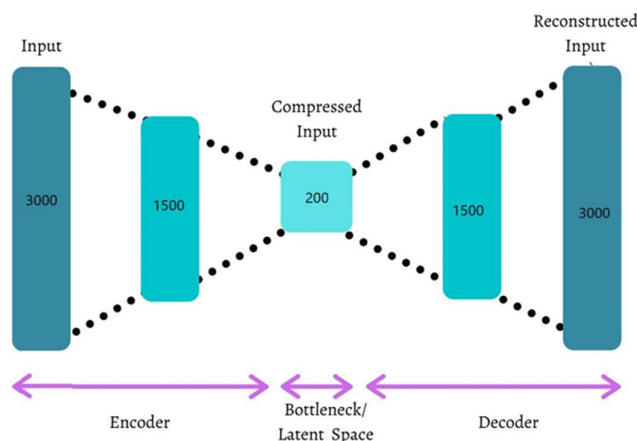 Input
Reconstructed
Input
Compressed
Input
3000
1500
200
1500
3000
Encoder
Bottleneck/
Latent Space
Decoder